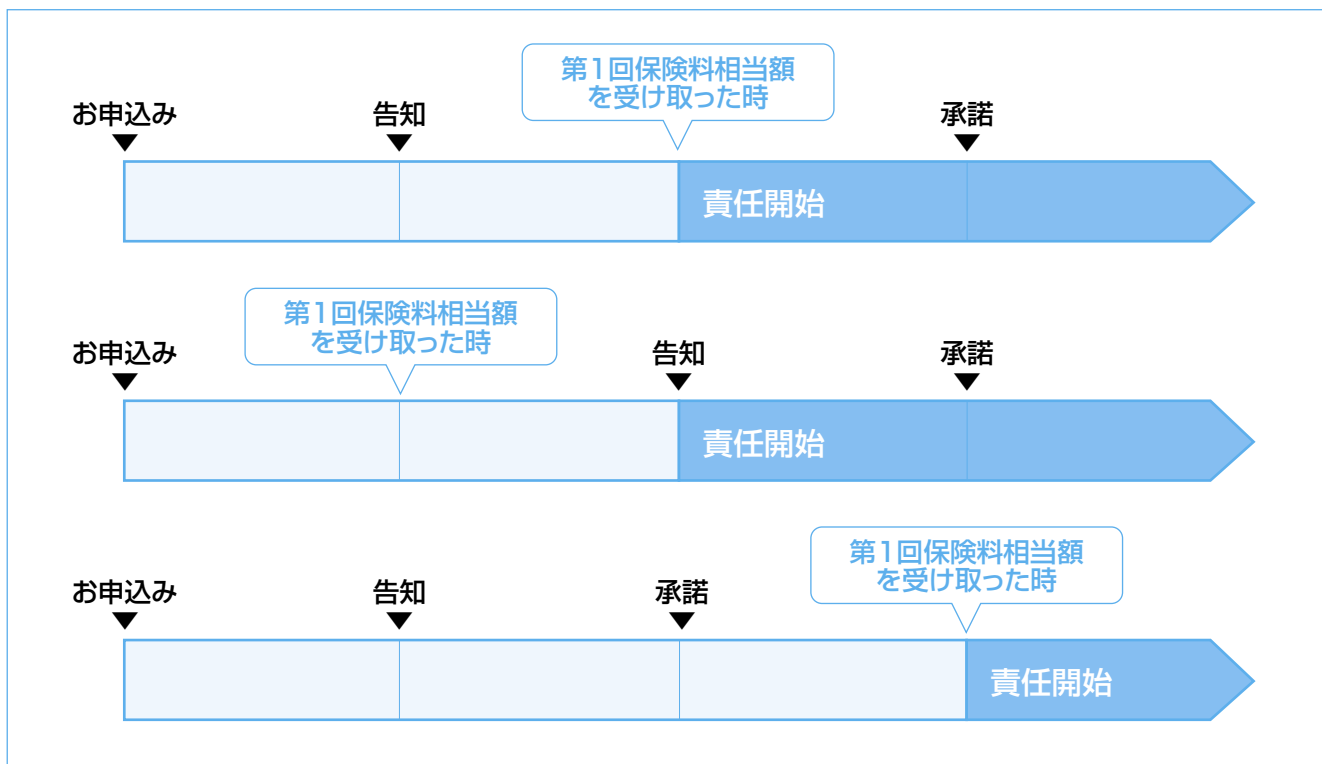 第1回保険料相当額
を受け取った時
お申込み
告知
承諾
責任開始
第1回保険料相当額
を受け取った時
お申込み
告知
承諾
責任開始
第1回保険料相当額
を受け取った時
お申込み
告知
承諾
責任開始